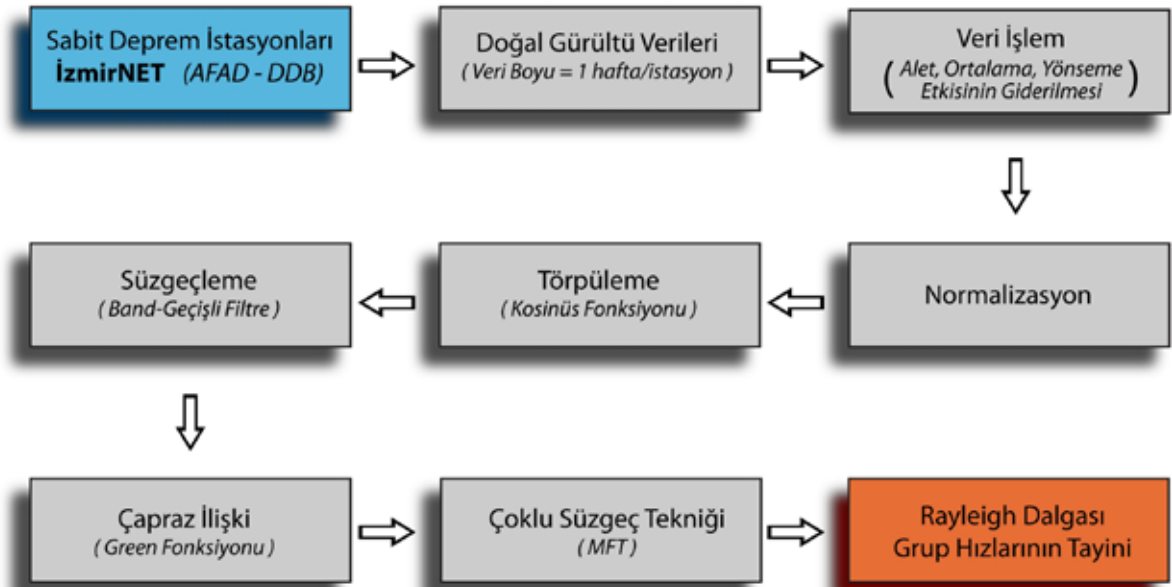 Sabit Deprem İstasyonları
İzmirNET (AFAD - DDB)
Doğal Gürültü Verileri
( Veri Boyu = 1 hafta/istasyon )
Veri İşlem
( Alet, Ortalama, Yönseme
Etkisinin Giderilmesi )
Normalizasyon
Törpüleme
( Kosinüs Fonksiyonu )
Süzgeçleme
( Band-Geçişli Filtre )
Çapraz İlişki
( Green Fonksiyonu )
Çoklu Süzgeç Tekniği
( MFT )
Rayleigh Dalgası
Grup Hızlarının Tayini